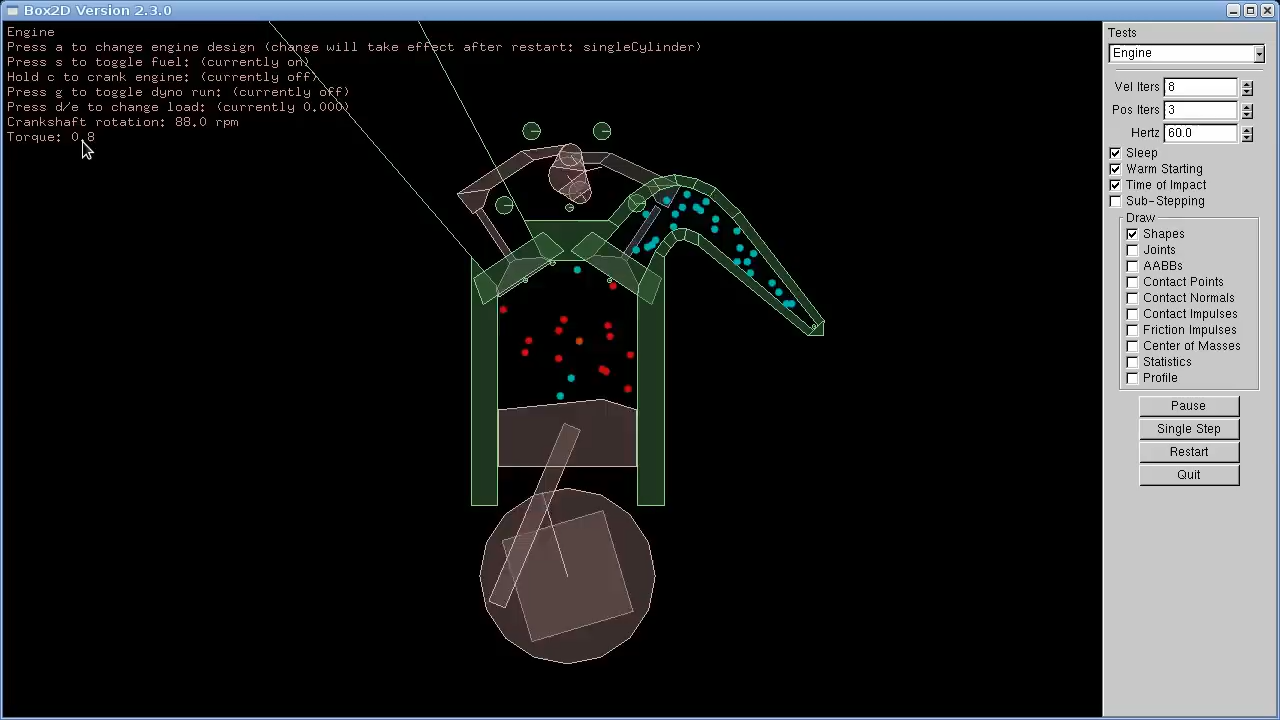 Box2D Version 2.3.0
Engine
Press a to change engine design (change will take effect after restart: singleCylinder)
Press s to toggle fuel: (currently on)
Hold c to crank engine: (currently off)
Press g to toggle dyno run: (currently off)
Press d/e to change load: (currently 0.000)
Crankshaft rotation: 88.0 rpm
Torque: 0.8
Tests
Engine
Vel Iters 8
Pos Iters 3
Hertz 60.0
Sleep
Warm Starting
Time of Impact
Sub-Stepping
Draw
Shapes
Joints
AABBs
Contact Points
Contact Normals
Contact Impulses
Friction Impulses
Center of Masses
Statistics
Profile
Pause
Single Step
Restart
Quit